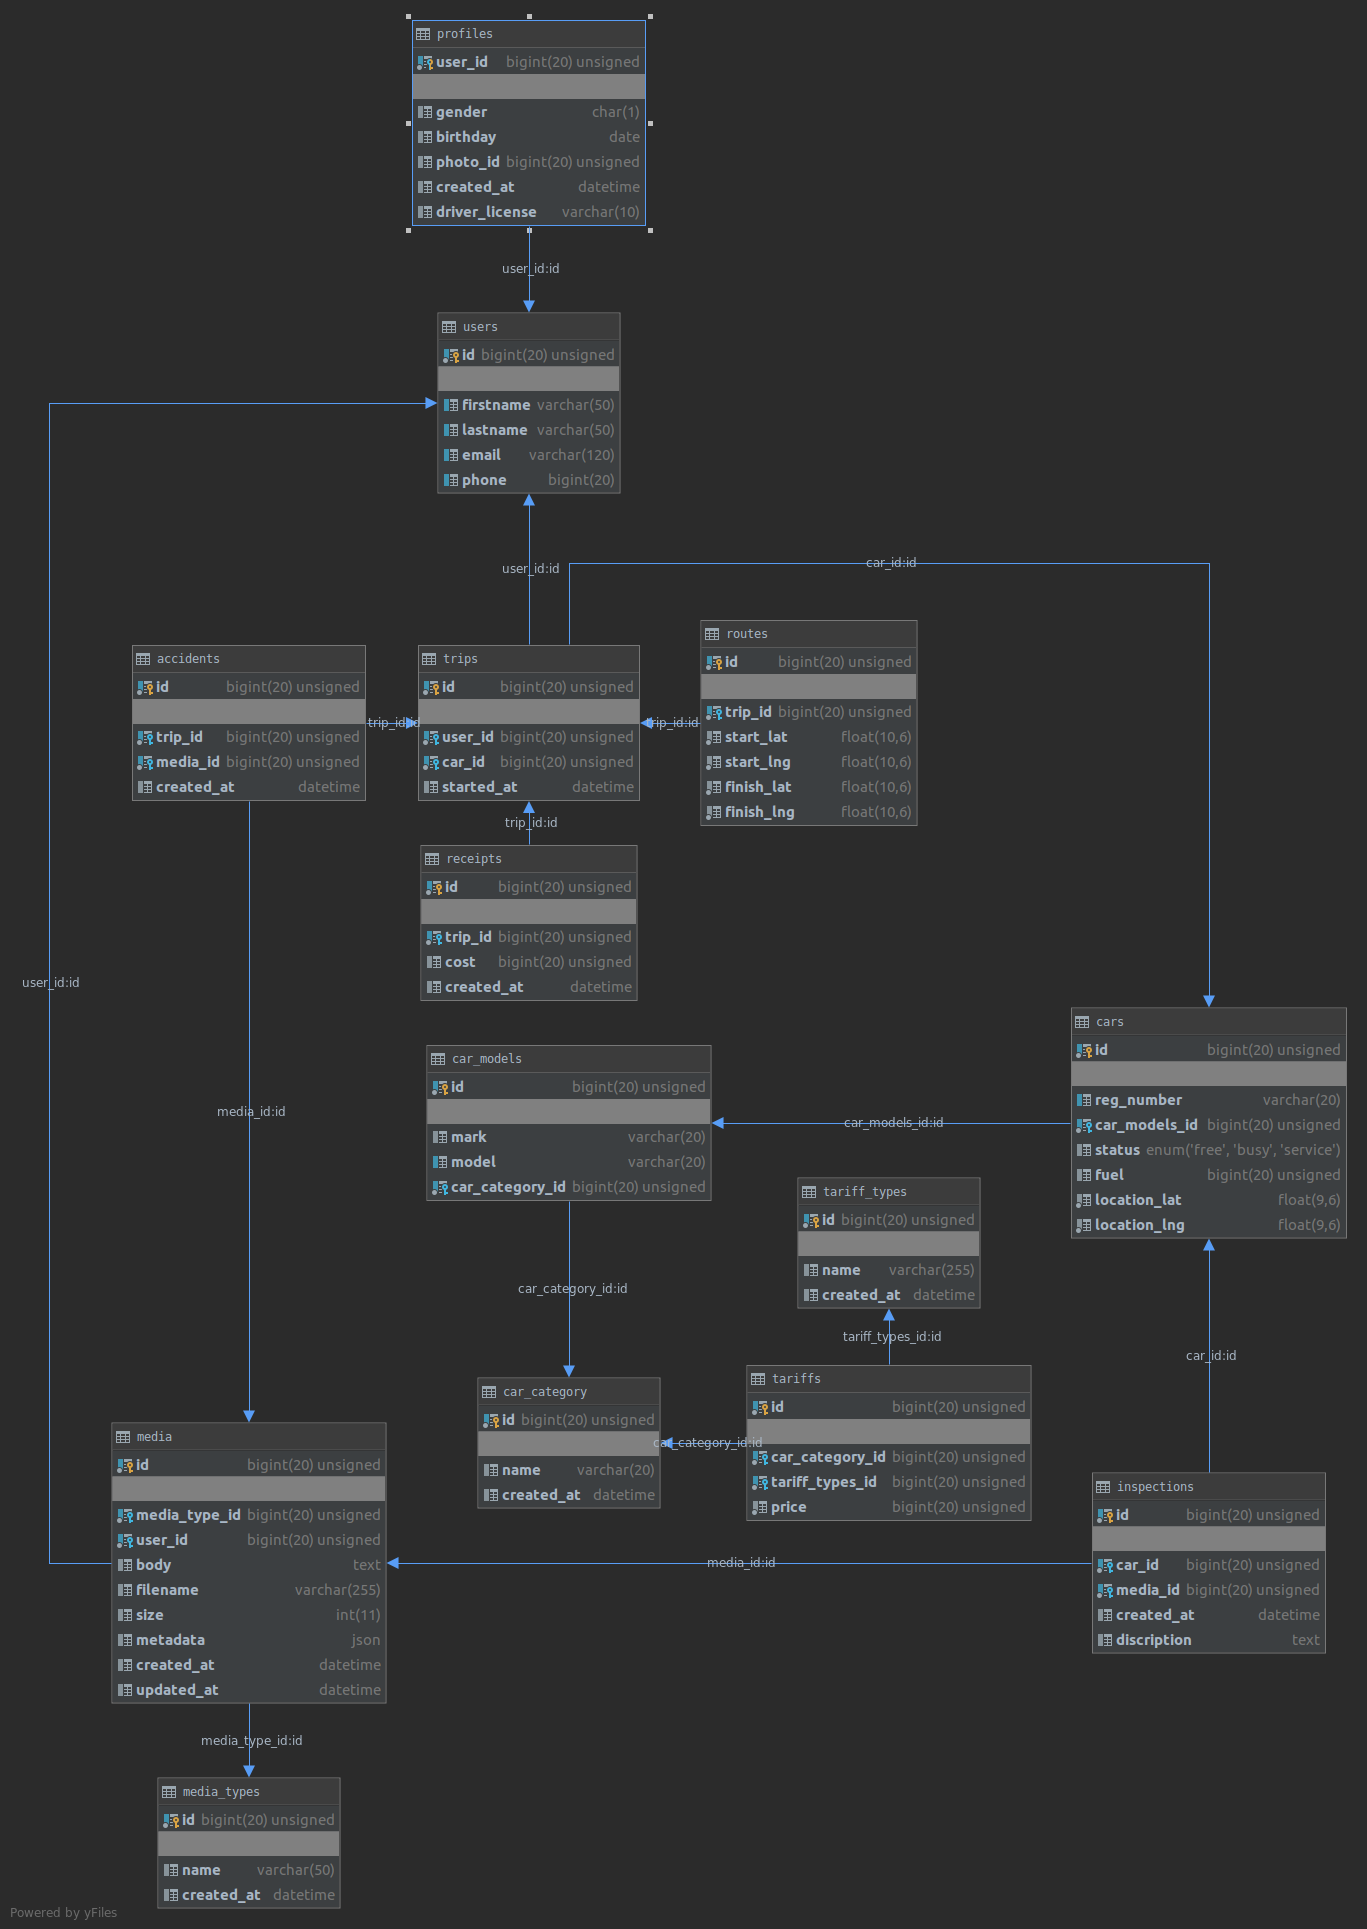 profiles
user_id bigint(20) unsigned
gender char(1)
birthday date
photo_id bigint(20) unsigned
created_at datetime
driver_license varchar(10)
user_id:id
users
id bigint(20) unsigned
firstname varchar(50)
lastname varchar(50)
email varchar(120)
phone bigint(20)
user_id:id
car_id:id
accidents
id bigint(20) unsigned
trip_id bigint(20) unsigned
media_id bigint(20) unsigned
created_at datetime
trip_id:id
trips
id bigint(20) unsigned
user_id bigint(20) unsigned
car_id bigint(20) unsigned
started_at datetime
trip_id:id
routes
id bigint(20) unsigned
trip_id bigint(20) unsigned
start_lat float(10,6)
start_lng float(10,6)
finish_lat float(10,6)
finish_lng float(10,6)
trip_id:id
receipts
id bigint(20) unsigned
trip_id bigint(20) unsigned
cost bigint(20) unsigned
created_at datetime
user_id:id
media_id:id
cars
id bigint(20) unsigned
reg_number varchar(20)
car_models_id bigint(20) unsigned
status enum('free', 'busy', 'service')
fuel bigint(20) unsigned
location_lat float(9,6)
location_lng float(9,6)
car_models
id bigint(20) unsigned
mark varchar(20)
model varchar(20)
car_category_id bigint(20) unsigned
car_models_id:id
tariff_types
id bigint(20) unsigned
name varchar(255)
created_at datetime
car_category_id:id
tariff_types_id:id
car_id:id
car_category
id bigint(20) unsigned
name varchar(20)
created_at datetime
car_category_id:id
tariffs
id bigint(20) unsigned
car_category_id bigint(20) unsigned
tariff_types_id bigint(20) unsigned
price bigint(20) unsigned
media
id bigint(20) unsigned
media_type_id bigint(20) unsigned
user_id bigint(20) unsigned
body text
filename varchar(255)
size int(11)
metadata json
created_at datetime
updated_at datetime
media_id:id
inspections
id bigint(20) unsigned
car_id bigint(20) unsigned
media_id bigint(20) unsigned
created_at datetime
discription text
media_type_id:id
media_types
id bigint(20) unsigned
name varchar(50)
created_at datetime
Powered by yFiles